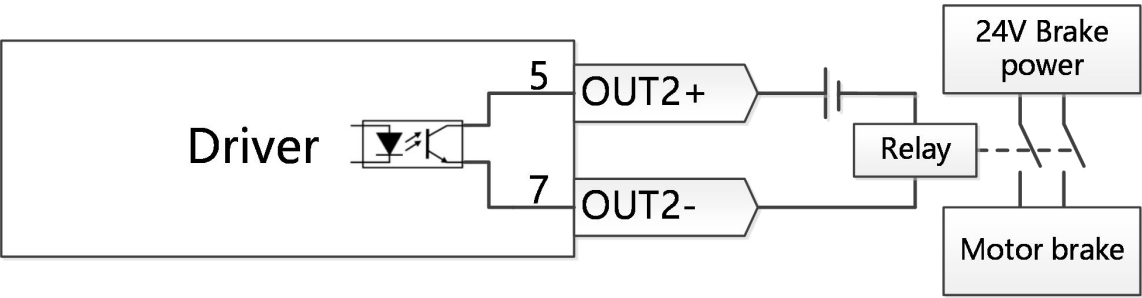 Driver
5
OUT2+
7
OUT2-
Relay
24V Brake
power
Motor brake